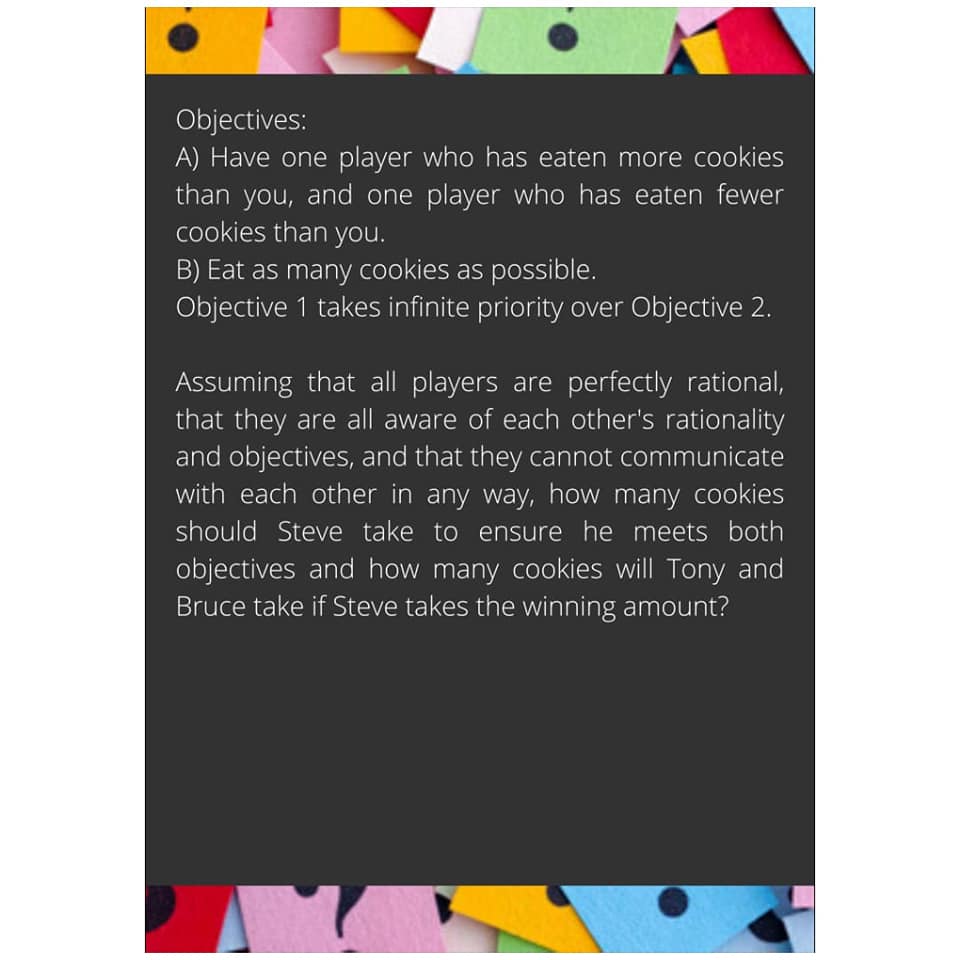 Objectives:
A) Have one player who has eaten more cookies
than you, and one player who has eaten fewer
cookies than you.
B) Eat as many cookies as possible.
Objective 1 takes infinite priority over Objective 2.
Assuming that all players are perfectly rational,
that they are all aware of each other's rationality
and objectives, and that they cannot communicate
with each other in any way, how many cookies
should Steve take to ensure he meets both
objectives and how many cookies will Tony and
Bruce take if Steve takes the winning amount?